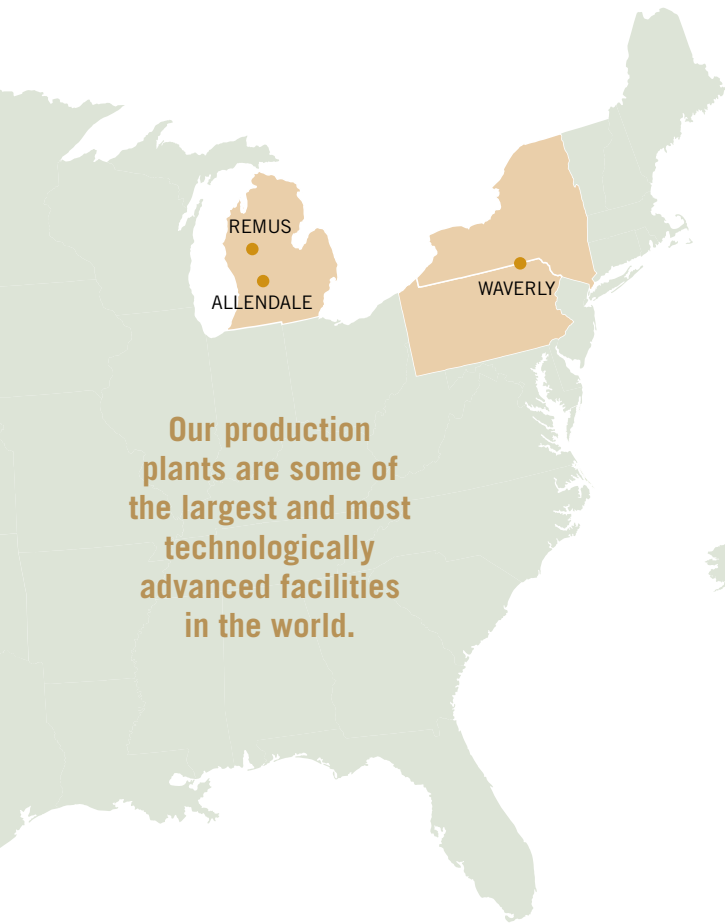 REMUS
ALLENDALE
WAVERLY
Our production
plants are some of
the largest and most
technologically
advanced facilities
in the world.